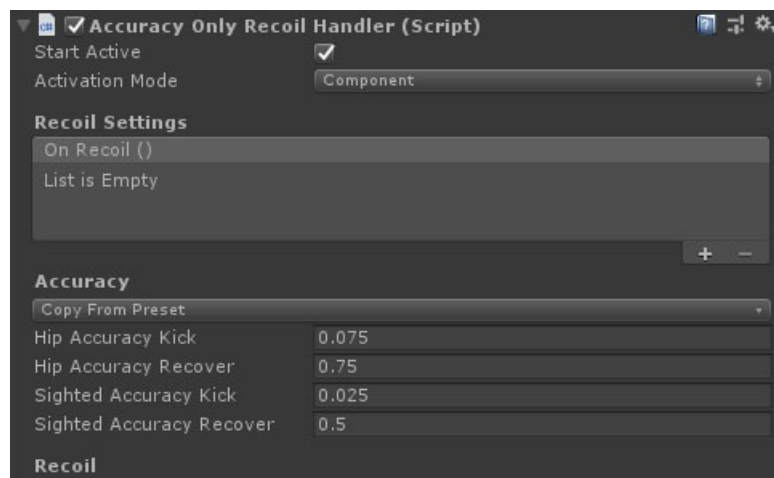 Accuracy Only Recoil Handler (Script)
Start Active
Activation Mode Component
Recoil Settings
On Recoil ()
List is Empty
+ −
Accuracy
Copy From Preset
Hip Accuracy Kick 0.075
Hip Accuracy Recover 0.75
Sighted Accuracy Kick 0.025
Sighted Accuracy Recover 0.5
Recoil